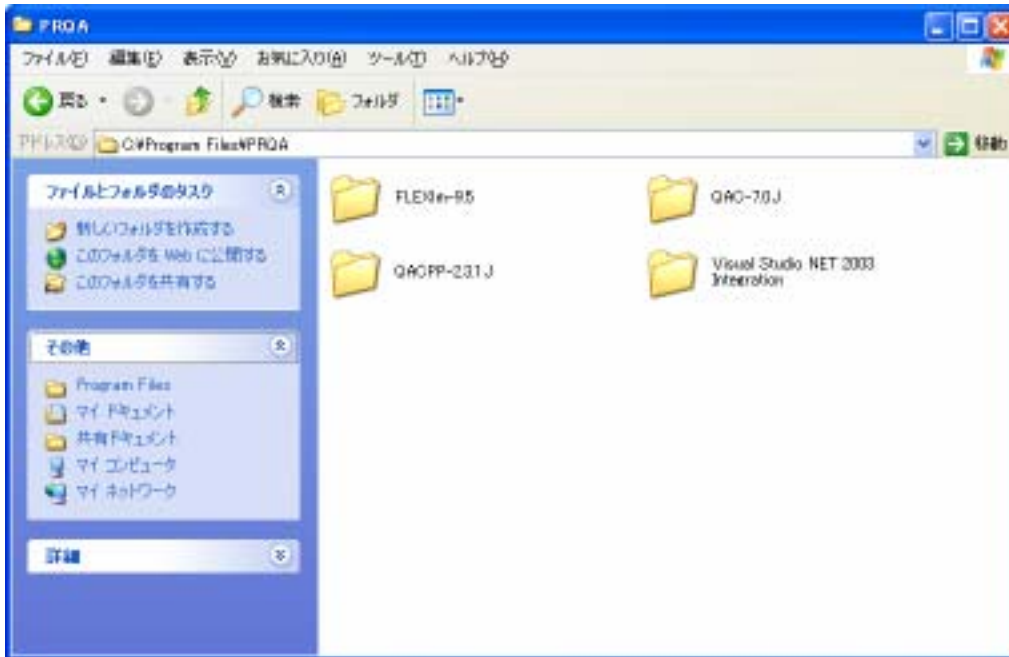 PRQA
ファイル(F) 編集(E) 表示(V) お気に入り(A) ツール(T) ヘルプ(H)
戻る 検索 フォルダ
アドレス(D) C:¥Program Files¥PRQA 移動
ファイルとフォルダのタスク
新しいフォルダを作成する
このフォルダを Web に公開する
このフォルダを共有する
その他
Program Files
マイ ドキュメント
共有ドキュメント
マイ コンピュータ
マイ ネットワーク
詳細
FLEXlm-9.5
QAC-7.0J
QACPP-2.3.1J
Visual Studio NET 2003
Integration